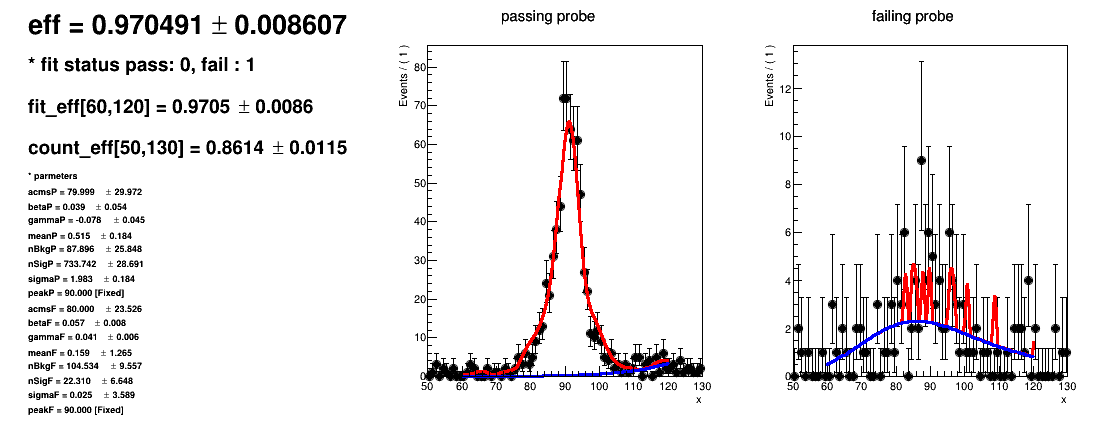 eff = 0.970491 ± 0.008607
* fit status pass: 0, fail : 1
fit_eff[60,120] = 0.9705 ± 0.0086
count_eff[50,130] = 0.8614 ± 0.0115
* parmeters
acmsP = 79.999 ± 29.972
betaP = 0.039 ± 0.054
gammaP = -0.078 ± 0.045
meanP = 0.515 ± 0.184
nBkgP = 87.896 ± 25.848
nSigP = 733.742 ± 28.691
sigmaP = 1.983 ± 0.184
peakP = 90.000 [Fixed]
acmsF = 80.000 ± 23.526
betaF = 0.057 ± 0.008
gammaF = 0.041 ± 0.006
meanF = 0.159 ± 1.265
nBkgF = 104.534 ± 9.557
nSigF = 22.310 ± 6.648
sigmaF = 0.025 ± 3.589
peakF = 90.000 [Fixed]
passing probe
Events / ( 1 )
80
70
60
50
40
30
20
10
0
50 60 70 80 90 100 110 120 130
x
failing probe
Events / ( 1 )
12
10
8
6
4
2
0
50 60 70 80 90 100 110 120 130
x